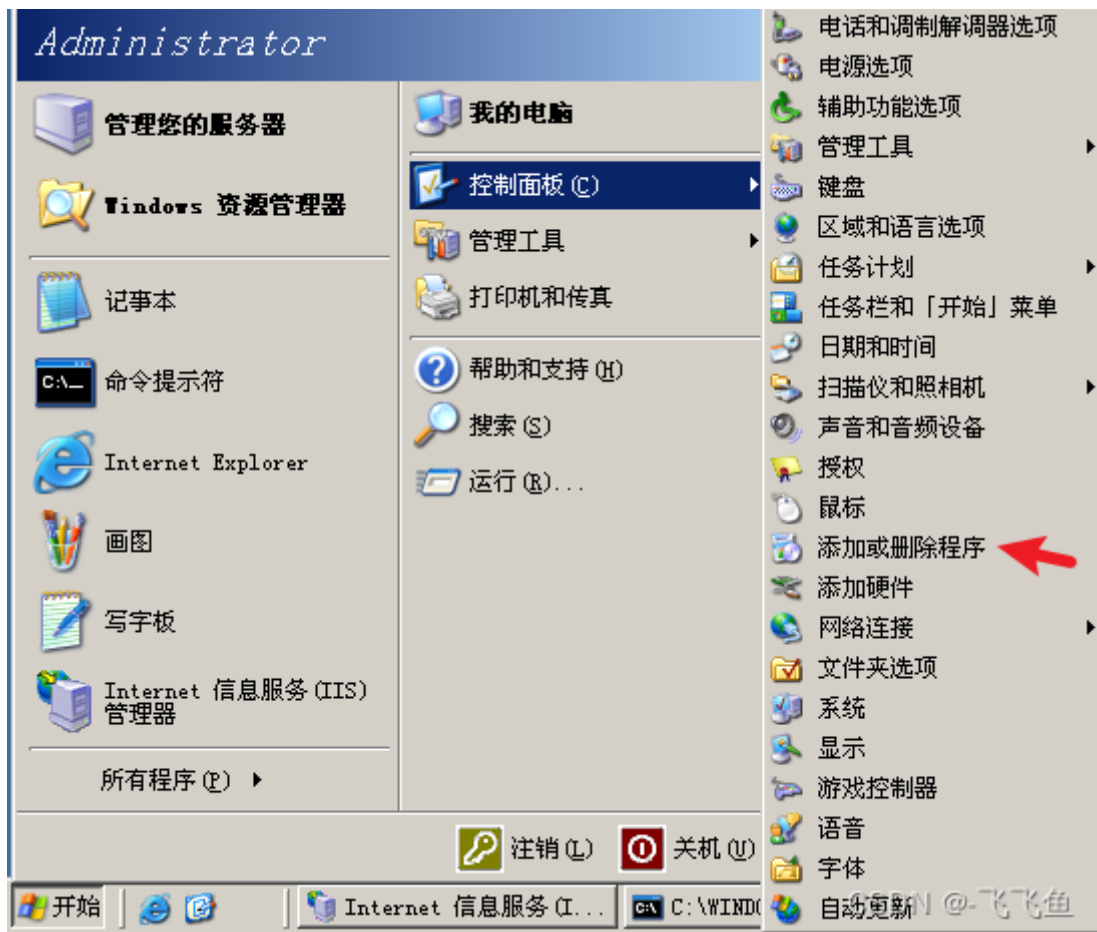 Administrator
管理您的服务器
Windows 资源管理器
记事本
命令提示符
C:\_
Internet Explorer
画图
写字板
Internet 信息服务(IIS)
管理器
所有程序(P)
我的电脑
控制面板(C)
管理工具
打印机和传真
帮助和支持(H)
搜索(S)
运行(R)...
注销(L)
关机(U)
电话和调制解调器选项
电源选项
辅助功能选项
管理工具
键盘
区域和语言选项
任务计划
任务栏和「开始」菜单
日期和时间
扫描仪和照相机
声音和音频设备
授权
鼠标
添加或删除程序
添加硬件
网络连接
文件夹选项
系统
显示
游戏控制器
语音
字体
自动更新
开始
Internet 信息服务(I...
C:\WIND
CSDN @-飞飞鱼